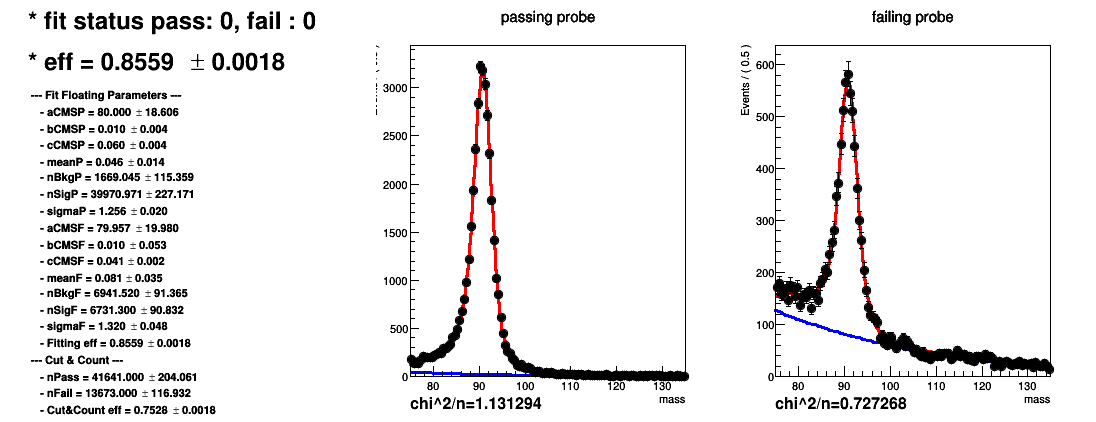 * fit status pass: 0, fail : 0
* eff = 0.8559 ± 0.0018
--- Fit Floating Parameters ---
- aCMSP = 80.000 ± 18.606
- bCMSP = 0.010 ± 0.004
- cCMSP = 0.060 ± 0.004
- meanP = 0.046 ± 0.014
- nBkgP = 1669.045 ± 115.359
- nSigP = 39970.971 ± 227.171
- sigmaP = 1.256 ± 0.020
- aCMSF = 79.957 ± 19.980
- bCMSF = 0.010 ± 0.053
- cCMSF = 0.041 ± 0.002
- meanF = 0.081 ± 0.035
- nBkgF = 6941.520 ± 91.365
- nSigF = 6731.300 ± 90.832
- sigmaF = 1.320 ± 0.048
- Fitting eff = 0.8559 ± 0.0018
--- Cut & Count ---
- nPass = 41641.000 ± 204.061
- nFail = 13673.000 ± 116.932
- Cut&Count eff = 0.7528 ± 0.0018
passing probe
3000
2500
2000
1500
1000
500
0
80 90 100 110 120 130
mass
chi^2/n=1.131294
failing probe
Events / ( 0.5 )
600
500
400
300
200
100
0
80 90 100 110 120 130
mass
chi^2/n=0.727268